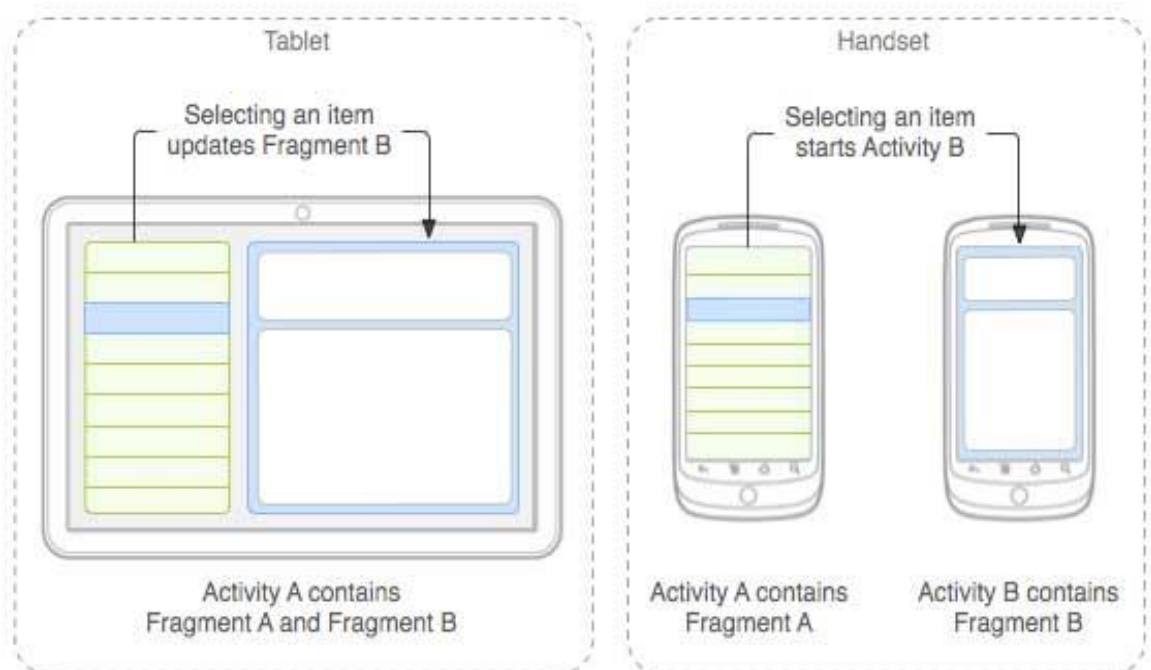 Tablet
Selecting an item
updates Fragment B
Activity A contains
Fragment A and Fragment B
Handset
Selecting an item
starts Activity B
Activity A contains
Fragment A
Activity B contains
Fragment B